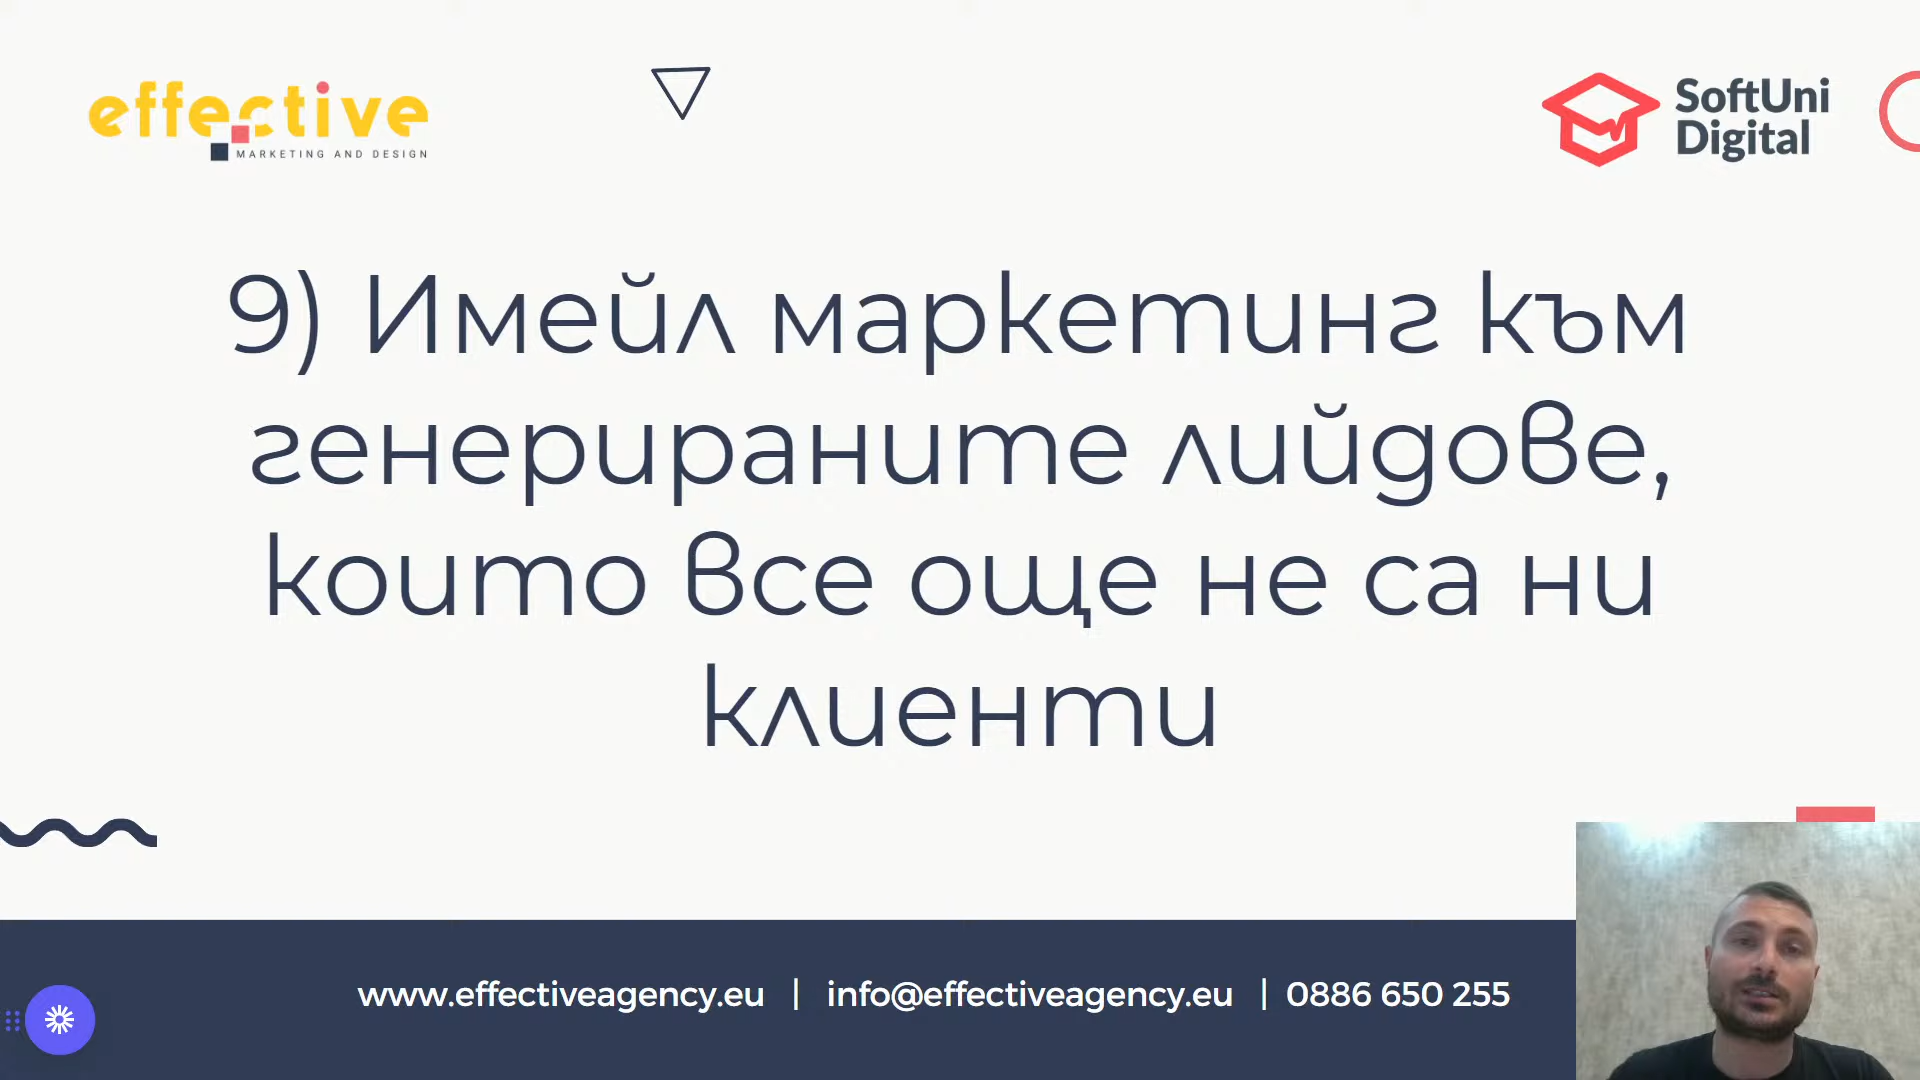 effective
MARKETING AND DESIGN
SoftUni
Digital
9) Имейл маркетинг към
генерираните лийдове,
които все още не са ни
клиенти
www.effectiveagency.eu | info@effectiveagency.eu | 0886 650 255